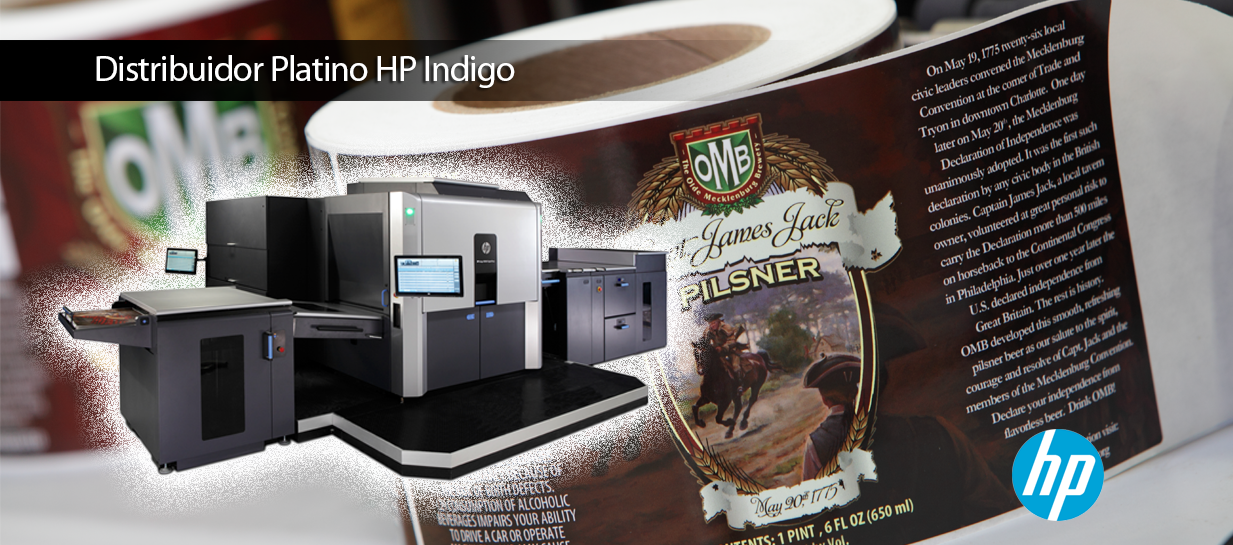 Distribuidor Platino HP Indigo
OMB
OMB
The Olde Mecklenburg Brewery
James Jack
PILSNER
May 20th, 1775
On May 19, 1775 twenty-six local
civic leaders convened the Mecklenburg
Convention at the corner of Trade and
Tryon in downtown Charlotte. One day
later on May 20th, the Mecklenburg
Declaration of Independence was
unanimously adopted. It was the first such
declaration by any civic body in the British
colonies. Captain James Jack, a local tavern
owner, volunteered at great personal risk to
carry the Declaration more than 500 miles
on horseback to the Continental Congress
in Philadelphia. Just over one year later the
U.S. declared independence from
Great Britain. The rest is history.
OMB developed this smooth, refreshing
pilsner beer as our salute to the spirit,
courage and resolve of Capt. Jack and the
members of the Mecklenburg Convention.
Declare your independence from
flavorless beer. Drink OMB!
visit:
BIRTH DEFECTS
CONSUMPTION OF ALCOHOLIC
BEVERAGES IMPAIRS YOUR ABILITY
TO DRIVE A CAR OR OPERATE
1 PINT , 6 FL OZ (650 ml)
Vol.
hp
hp